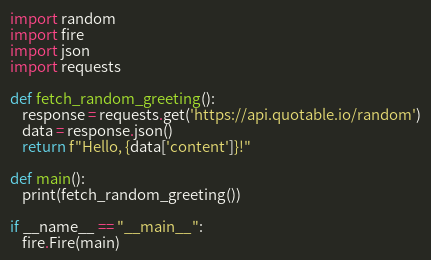 import random
import fire
import json
import requests

def fetch_random_greeting():
    response = requests.get('https://api.quotable.io/random')
    data = response.json()
    return f"Hello, {data['content']}!"

def main():
    print(fetch_random_greeting())

if __name__ == "__main__":
    fire.Fire(main)